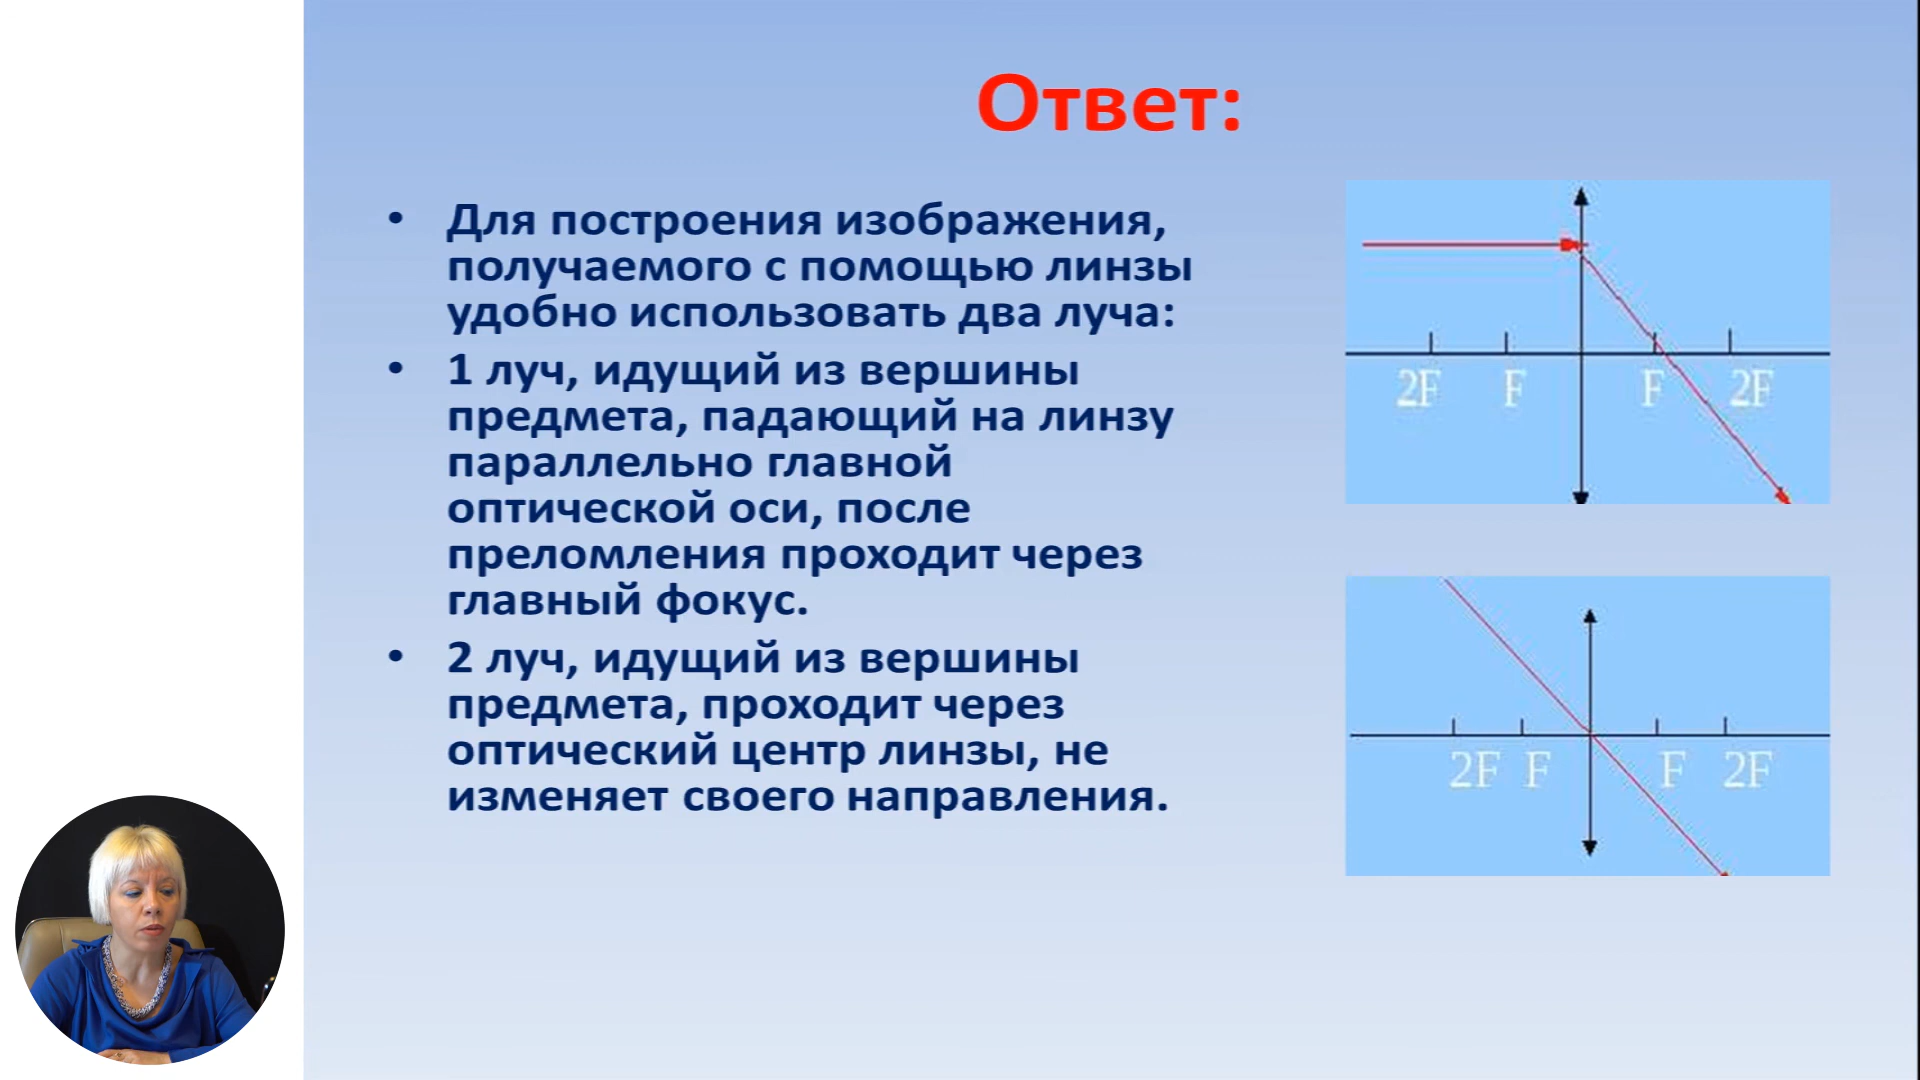 Ответ:
• Для построения изображения,
получаемого с помощью линзы
удобно использовать два луча:
• 1 луч, идущий из вершины
предмета, падающий на линзу
параллельно главной
оптической оси, после
преломления проходит через
главный фокус.
• 2 луч, идущий из вершины
предмета, проходит через
оптический центр линзы, не
изменяет своего направления.
2F F F 2F
2F F F 2F